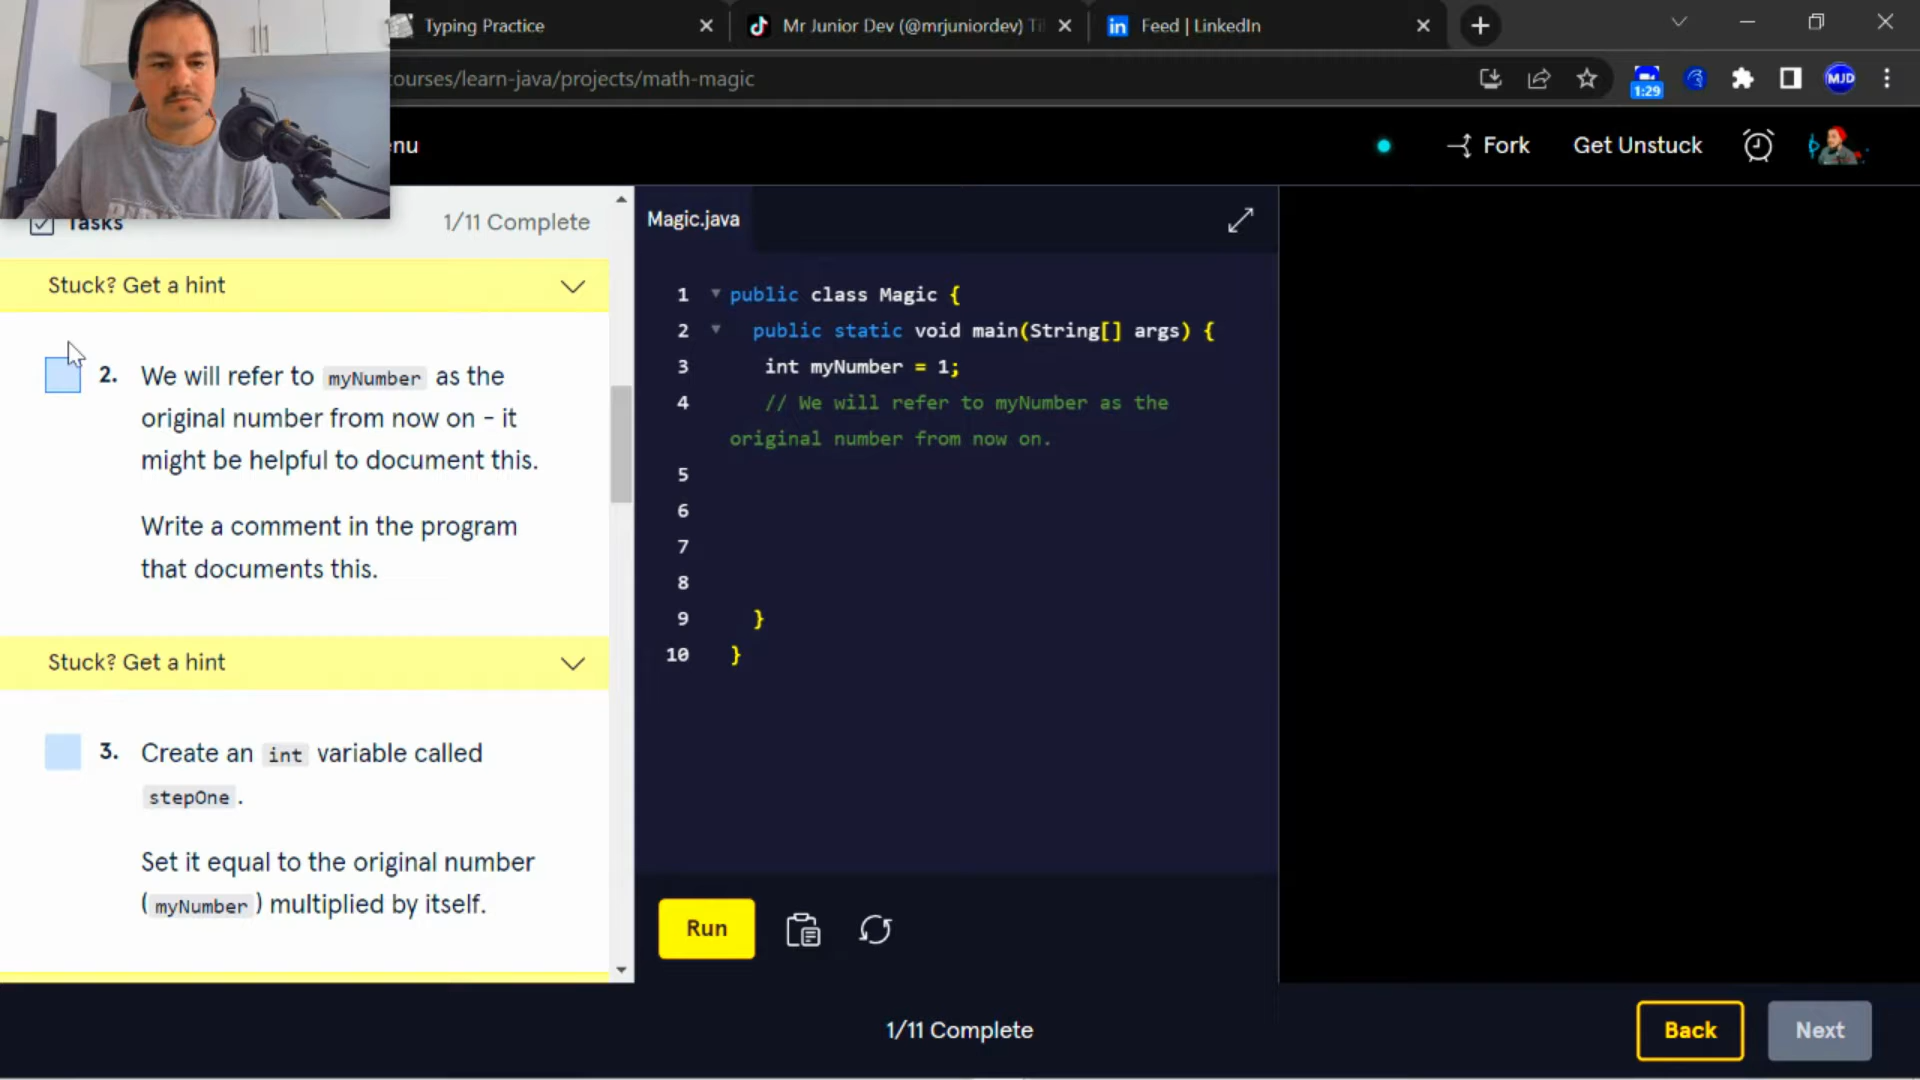 Typing Practice
Mr Junior Dev (@mrjuniordev) Ti
in Feed | LinkedIn
courses/learn-java/projects/math-magic
1:29
MJD
nu
Fork
Get Unstuck
Tasks
1/11 Complete
Stuck? Get a hint
2. We will refer to myNumber as the
original number from now on - it
might be helpful to document this.
Write a comment in the program
that documents this.
Stuck? Get a hint
3. Create an int variable called
stepOne.
Set it equal to the original number
(myNumber) multiplied by itself.
Magic.java
1 public class Magic {
2 public static void main(String[] args) {
3 int myNumber = 1;
4 // We will refer to myNumber as the
original number from now on.
5
6
7
8
9 }
10 }
Run
1/11 Complete
Back
Next